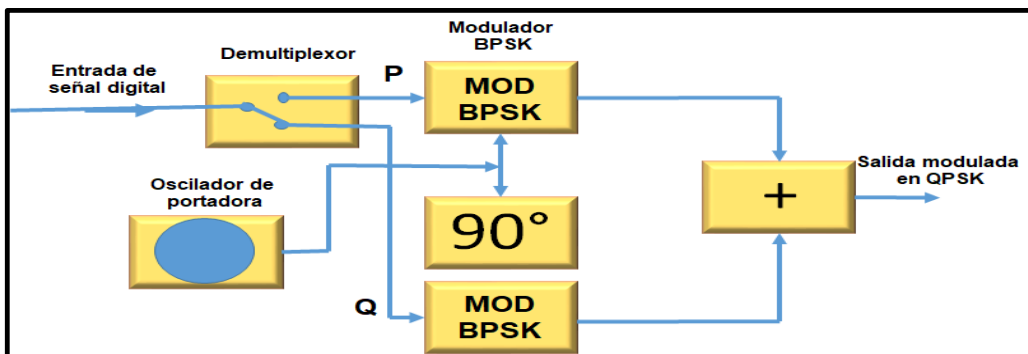 Entrada de
señal digital
Demultiplexor
P
Modulador
BPSK
MOD
BPSK
Oscilador de
portadora
90°
+
Salida modulada
en QPSK
Q
MOD
BPSK